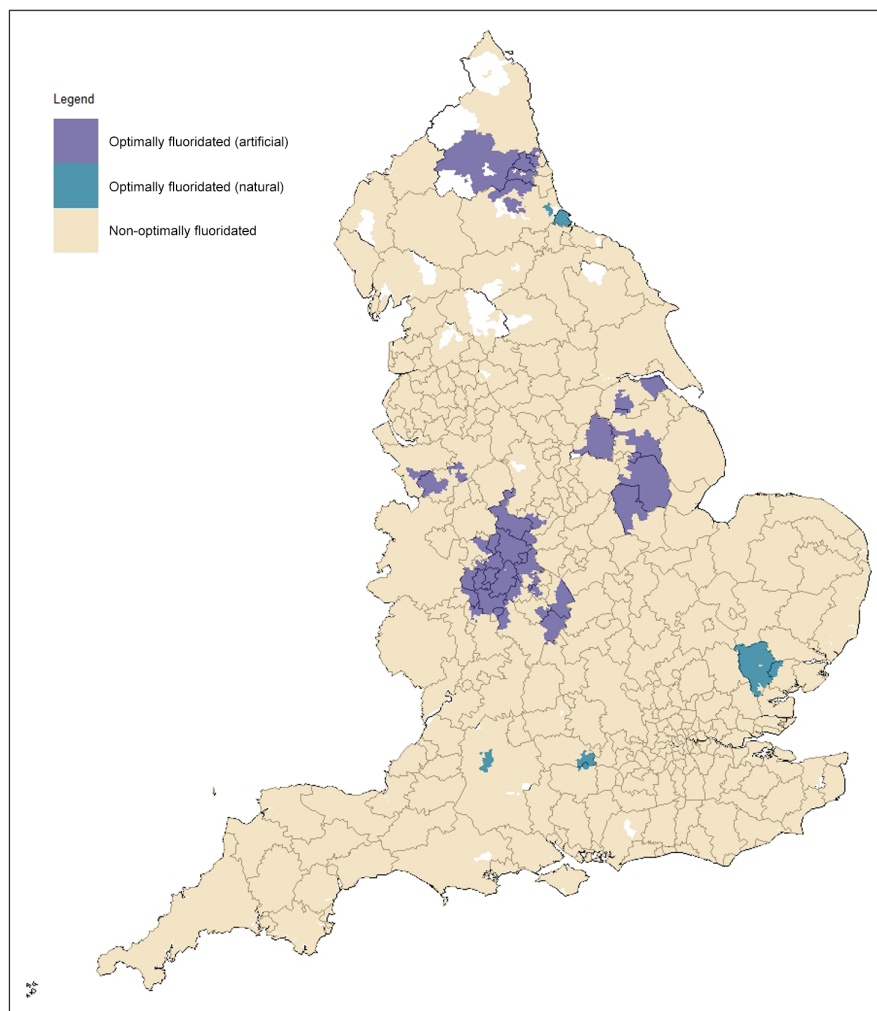 Legend
Optimally fluoridated (artificial)
Optimally fluoridated (natural)
Non-optimally fluoridated